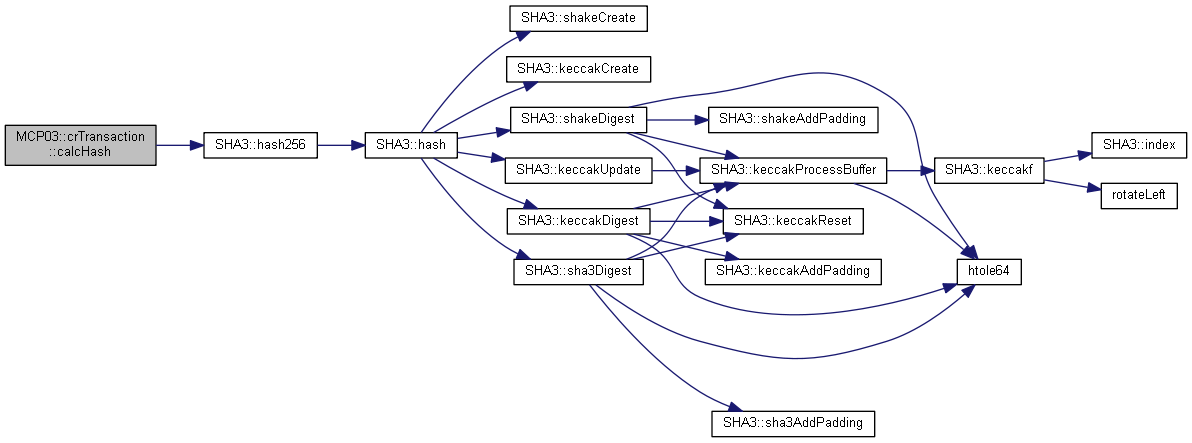 MCP03::crTransaction
::calcHash
SHA3::hash256
SHA3::hash
SHA3::shakeCreate
SHA3::keccakCreate
SHA3::shakeDigest
SHA3::keccakUpdate
SHA3::keccakDigest
SHA3::sha3Digest
SHA3::shakeAddPadding
SHA3::keccakProcessBuffer
SHA3::keccakReset
SHA3::keccakAddPadding
SHA3::sha3AddPadding
SHA3::keccakf
htole64
SHA3::index
rotateLeft